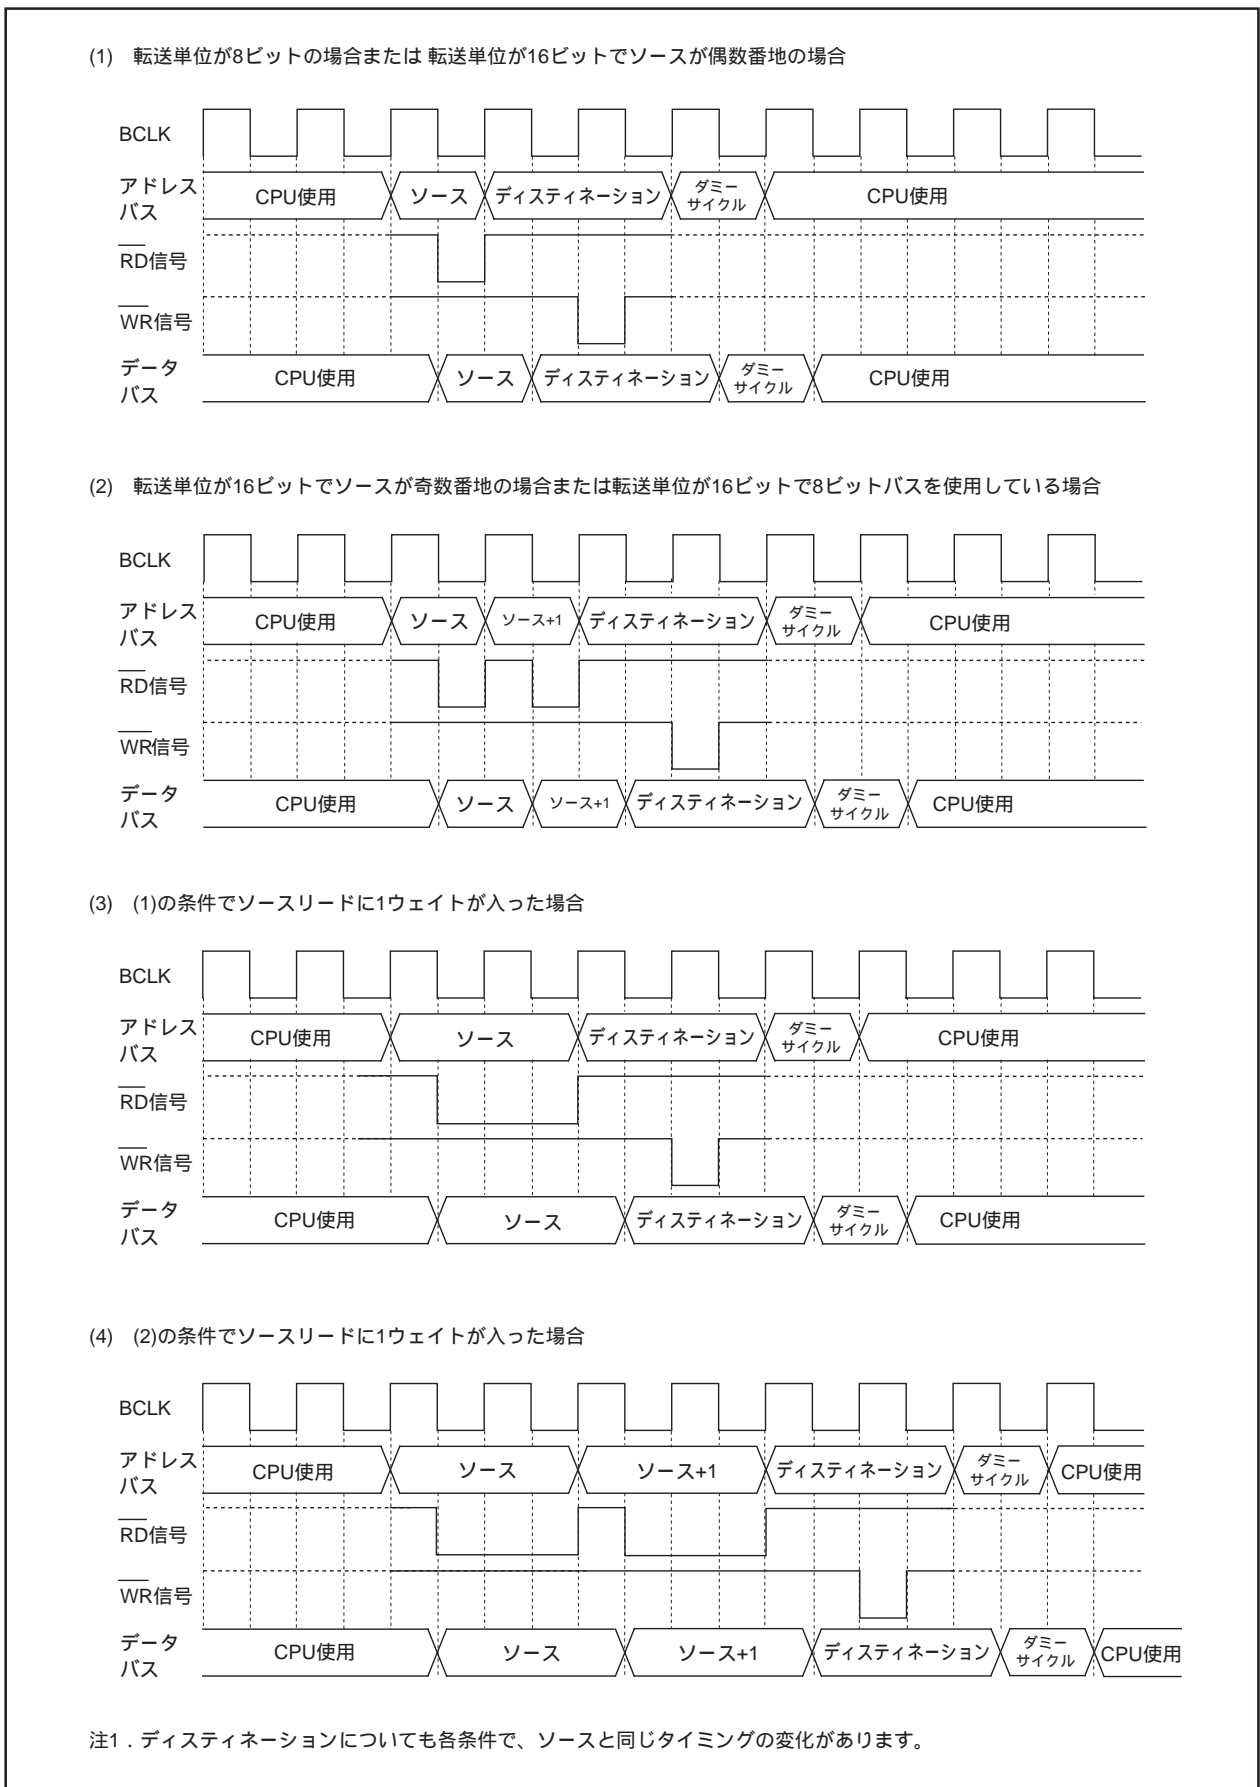 (1) 転送単位が8ビットの場合または 転送単位が16ビットでソースが偶数番地の場合
BCLK
アドレス
バス
CPU使用
ソース
ディスティネーション
ダミー
サイクル
CPU使用
RD信号
WR信号
データ
バス
CPU使用
ソース
ディスティネーション
ダミー
サイクル
CPU使用
(2) 転送単位が16ビットでソースが奇数番地の場合または転送単位が16ビットで8ビットバスを使用している場合
BCLK
アドレス
バス
CPU使用
ソース
ソース+1
ディスティネーション
ダミー
サイクル
CPU使用
RD信号
WR信号
データ
バス
CPU使用
ソース
ソース+1
ディスティネーション
ダミー
サイクル
CPU使用
(3) (1)の条件でソースリードに1ウェイトが入った場合
BCLK
アドレス
バス
CPU使用
ソース
ディスティネーション
ダミー
サイクル
CPU使用
RD信号
WR信号
データ
バス
CPU使用
ソース
ディスティネーション
ダミー
サイクル
CPU使用
(4) (2)の条件でソースリードに1ウェイトが入った場合
BCLK
アドレス
バス
CPU使用
ソース
ソース+1
ディスティネーション
ダミー
サイクル
CPU使用
RD信号
WR信号
データ
バス
CPU使用
ソース
ソース+1
ディスティネーション
ダミー
サイクル
CPU使用
注1．ディスティネーションについても各条件で、ソースと同じタイミングの変化があります。